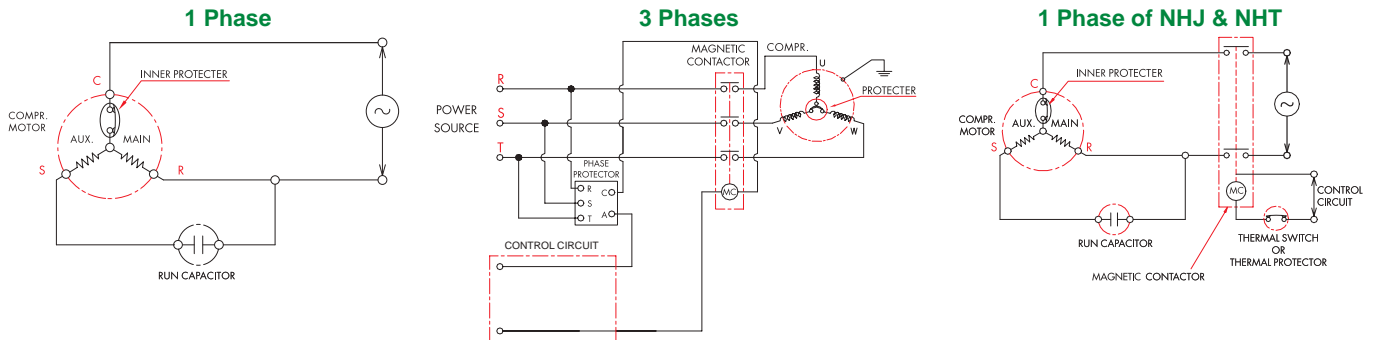 1 Phase
C
INNER PROTECTER
COMPR.
MOTOR
AUX.
MAIN
S
R
RUN CAPACITOR
3 Phases
MAGNETIC
CONTACTOR
COMPR.
U
PROTECTER
R
POWER
SOURCE
S
V
W
T
PHASE
PROTECTOR
R
S
T
C
A
MC
CONTROL CIRCUIT
1 Phase of NHJ & NHT
C
INNER PROTECTER
COMPR.
MOTOR
AUX.
MAIN
S
R
MC
CONTROL
CIRCUIT
RUN CAPACITOR
THERMAL SWITCH
OR
THERMAL PROTECTOR
MAGNETIC CONTACTOR